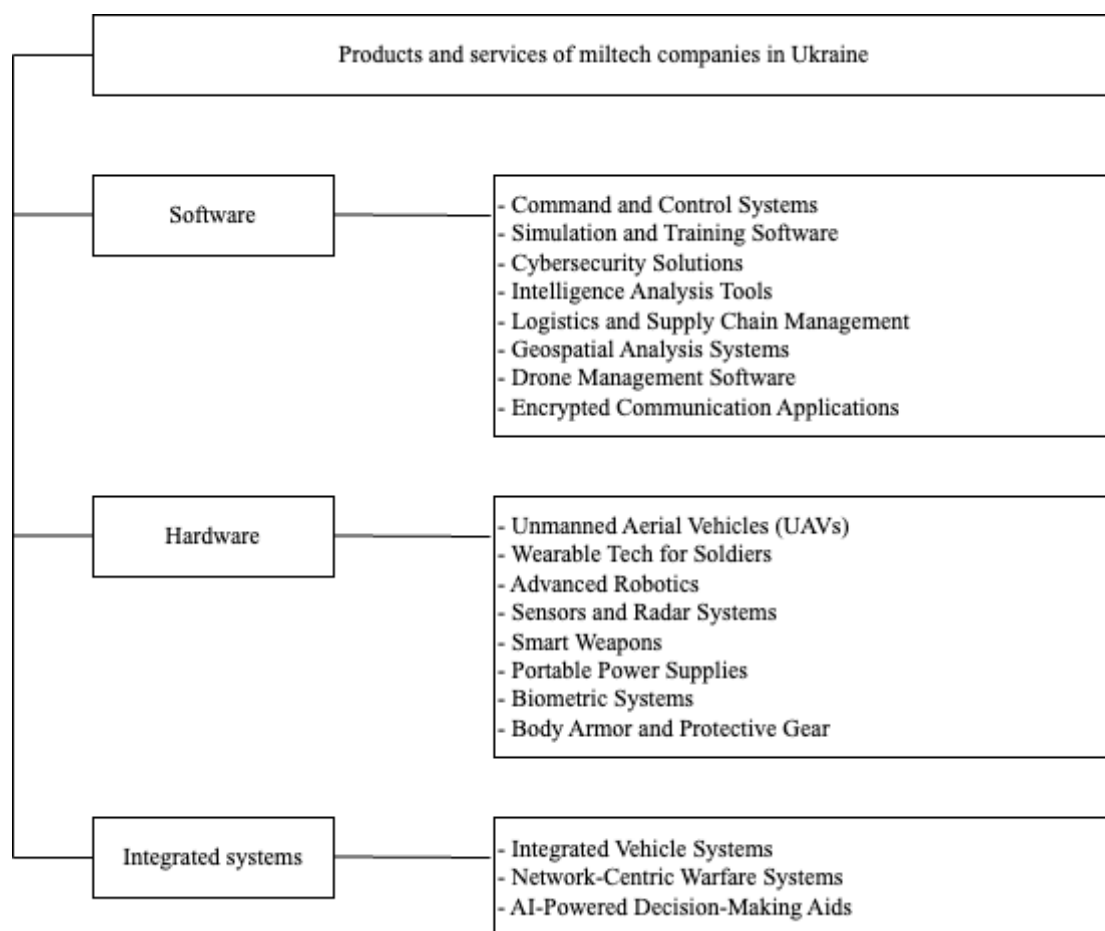 Products and services of miltech companies in Ukraine
Software
- Command and Control Systems
- Simulation and Training Software
- Cybersecurity Solutions
- Intelligence Analysis Tools
- Logistics and Supply Chain Management
- Geospatial Analysis Systems
- Drone Management Software
- Encrypted Communication Applications
Hardware
- Unmanned Aerial Vehicles (UAVs)
- Wearable Tech for Soldiers
- Advanced Robotics
- Sensors and Radar Systems
- Smart Weapons
- Portable Power Supplies
- Biometric Systems
- Body Armor and Protective Gear
Integrated systems
- Integrated Vehicle Systems
- Network-Centric Warfare Systems
- AI-Powered Decision-Making Aids